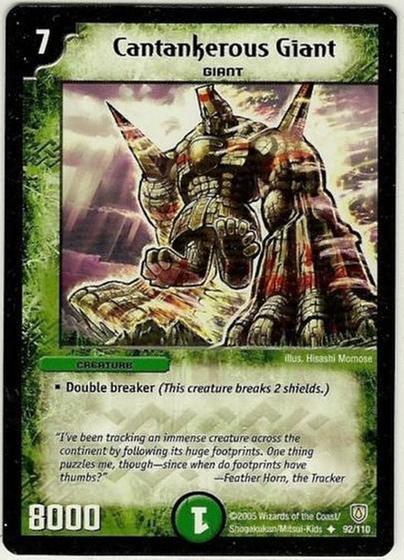 7
Cantankerous Giant
GIANT
illus. Hisashi Momose
CREATURE
▪ Double breaker (This creature breaks 2 shields.)
"I've been tracking an immense creature across the
continent by following its huge footprints. One thing
puzzles me, though—since when do footprints have
thumbs?" —Feather Horn, the Tracker
8000
1
©2005 Wizards of the Coast/
Shogakukan/Mitsui-Kids ✦ 92/110